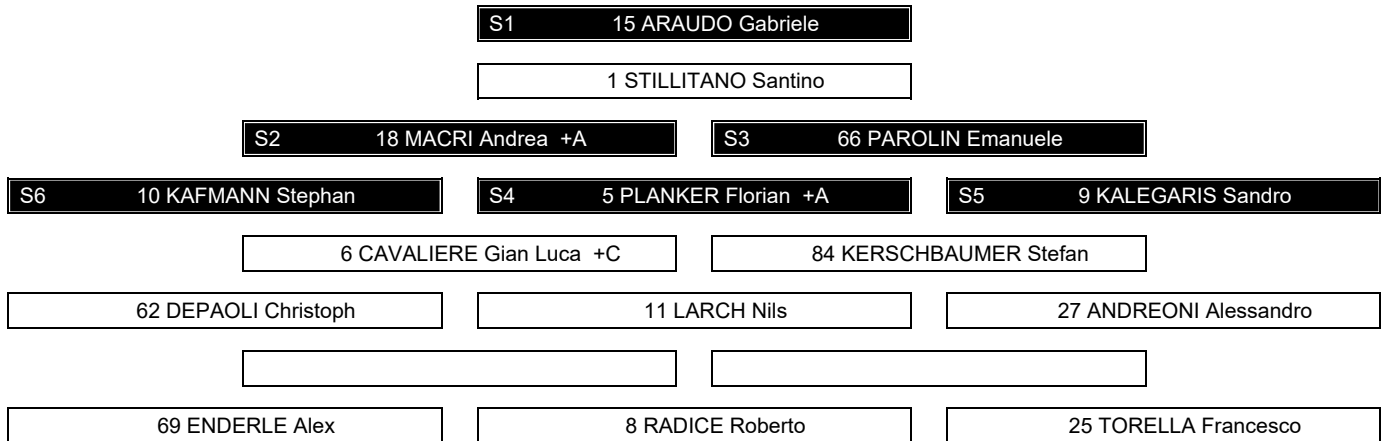 S1 15 ARAUDO Gabriele
1 STILLITANO Santino
S2 18 MACRI Andrea +A S3 66 PAROLIN Emanuele
S6 10 KAFMANN Stephan S4 5 PLANKER Florian +A S5 9 KALEGARIS Sandro
6 CAVALIERE Gian Luca +C 84 KERSCHBAUMER Stefan
62 DEPAOLI Christoph 11 LARCH Nils 27 ANDREONI Alessandro
69 ENDERLE Alex 8 RADICE Roberto 25 TORELLA Francesco